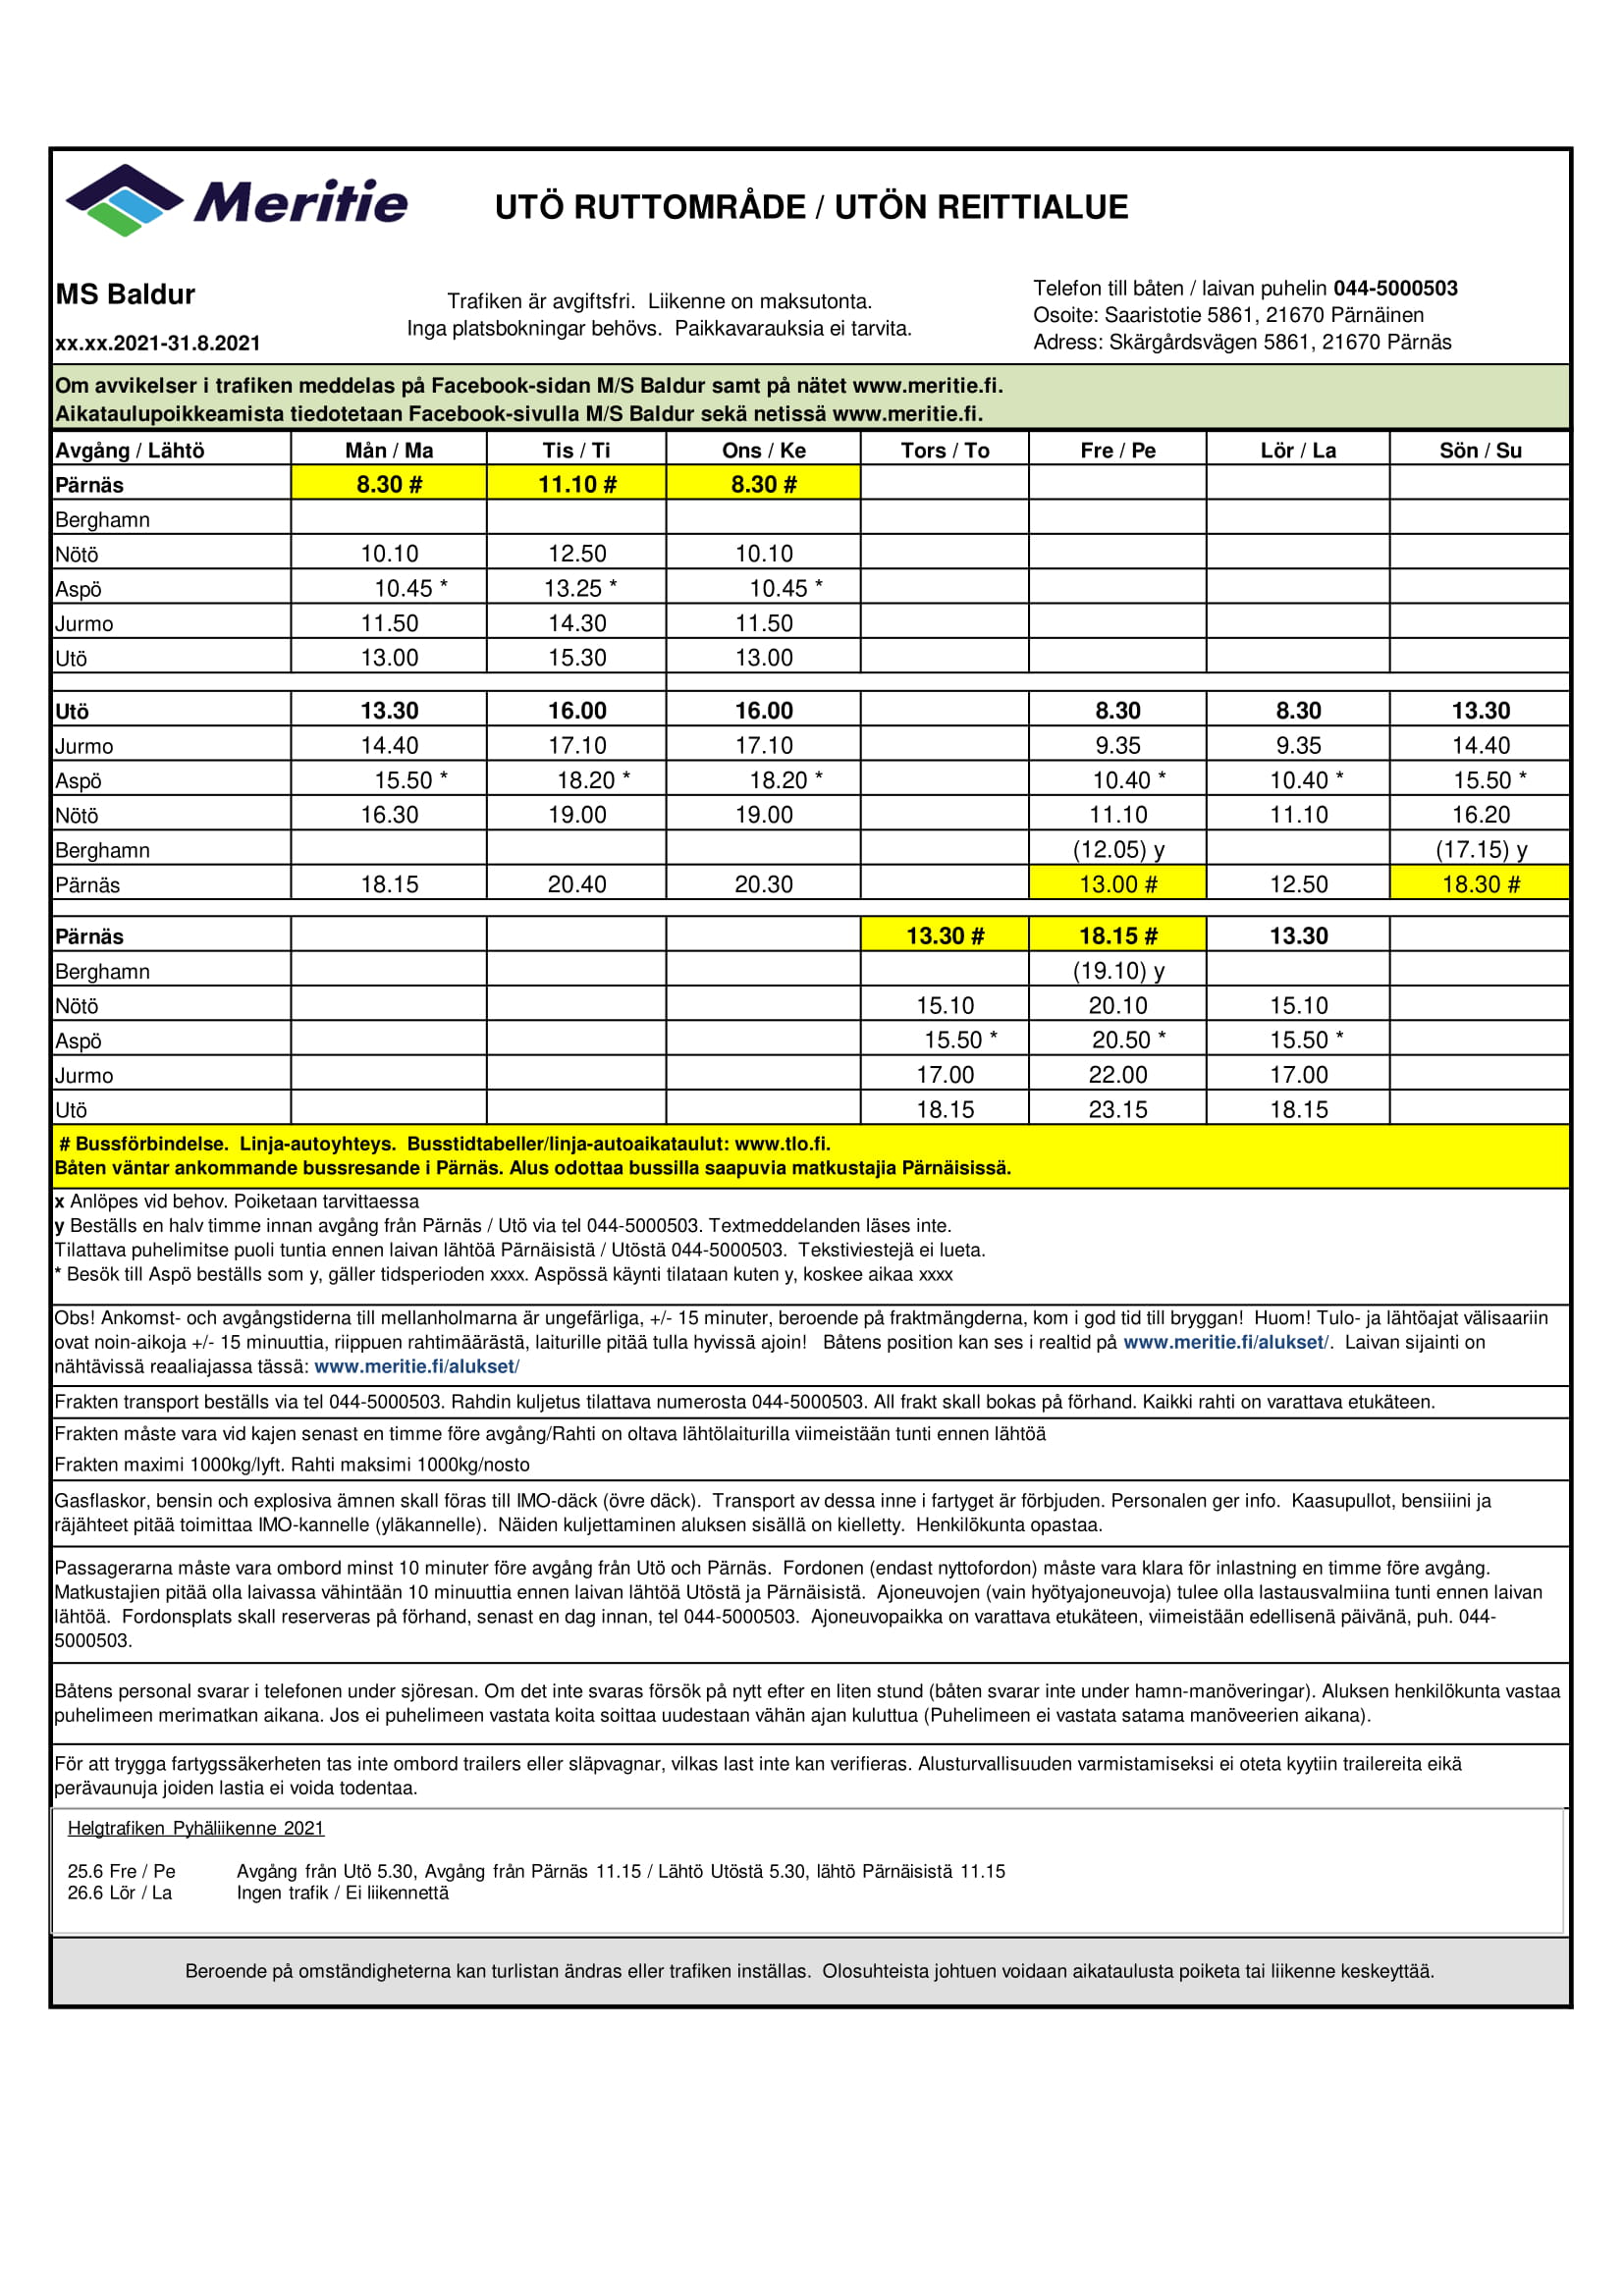 Meritie
UTÖ RUTTOMRÅDE / UTÖN REITTIALUE
MS Baldur
xx.xx.2021-31.8.2021
Trafiken är avgiftsfri. Liikenne on maksutonta.
Inga platsbokningar behövs. Paikkavarauksia ei tarvita.
Telefon till båten / laivan puhelin 044-5000503
Osoite: Saaristotie 5861, 21670 Pärnäinen
Adress: Skärgårdsvägen 5861, 21670 Pärnäs
Om avvikelser i trafiken meddelas på Facebook-sidan M/S Baldur samt på nätet www.meritie.fi.
Aikataulupoikkeamista tiedotetaan Facebook-sivulla M/S Baldur sekä netissä www.meritie.fi.
Avgång / Lähtö Mån / Ma Tis / Ti Ons / Ke Tors / To Fre / Pe Lör / La Sön / Su
Pärnäs 8.30 # 11.10 # 8.30 #
Berghamn
Nötö 10.10 12.50 10.10
Aspö 10.45 * 13.25 * 10.45 *
Jurmo 11.50 14.30 11.50
Utö 13.00 15.30 13.00
Utö 13.30 16.00 16.00 8.30 8.30 13.30
Jurmo 14.40 17.10 17.10 9.35 9.35 14.40
Aspö 15.50 * 18.20 * 18.20 * 10.40 * 10.40 * 15.50 *
Nötö 16.30 19.00 19.00 11.10 11.10 16.20
Berghamn (12.05) y (17.15) y
Pärnäs 18.15 20.40 20.30 13.00 # 12.50 18.30 #
Pärnäs 13.30 # 18.15 # 13.30
Berghamn (19.10) y
Nötö 15.10 20.10 15.10
Aspö 15.50 * 20.50 * 15.50 *
Jurmo 17.00 22.00 17.00
Utö 18.15 23.15 18.15
# Bussförbindelse. Linja-autoyhteys. Busstidtabeller/linja-autoaikataulut: www.tlo.fi.
Båten väntar ankommande bussresande i Pärnäs. Alus odottaa bussilla saapuvia matkustajia Pärnäisissä.
x Anlöpes vid behov. Poiketaan tarvittaessa
y Beställs en halv timme innan avgång från Pärnäs / Utö via tel 044-5000503. Textmeddelanden läses inte.
Tilattava puhelimitse puoli tuntia ennen laivan lähtöä Pärnäisistä / Utöstä 044-5000503. Tekstiviestejä ei lueta.
* Besök till Aspö beställs som y, gäller tidsperioden xxxx. Aspössä käynti tilataan kuten y, koskee aikaa xxxx
Obs! Ankomst- och avgångstiderna till mellanholmarna är ungefärliga, +/- 15 minuter, beroende på fraktmängderna, kom i god tid till bryggan! Huom! Tulo- ja lähtöajat välisaariin
ovat noin-aikoja +/- 15 minuuttia, riippuen rahtimäärästä, laiturille pitää tulla hyvissä ajoin! Båtens position kan ses i realtid på www.meritie.fi/alukset/. Laivan sijainti on
nähtävissä reaaliajassa tässä: www.meritie.fi/alukset/
Frakten transport beställs via tel 044-5000503. Rahdin kuljetus tilattava numerosta 044-5000503. All frakt skall bokas på förhand. Kaikki rahti on varattava etukäteen.
Frakten måste vara vid kajen senast en timme före avgång/Rahti on oltava lähtölaiturilla viimeistään tunti ennen lähtöä
Frakten maximi 1000kg/lyft. Rahti maksimi 1000kg/nosto
Gasflaskor, bensin och explosiva ämnen skall föras till IMO-däck (övre däck). Transport av dessa inne i fartyget är förbjuden. Personalen ger info. Kaasupullot, bensiiini ja
räjähteet pitää toimittaa IMO-kannelle (yläkannelle). Näiden kuljettaminen aluksen sisällä on kielletty. Henkilökunta opastaa.
Passagerarna måste vara ombord minst 10 minuter före avgång från Utö och Pärnäs. Fordonen (endast nyttofordon) måste vara klara för inlastning en timme före avgång.
Matkustajien pitää olla laivassa vähintään 10 minuuttia ennen laivan lähtöä Utöstä ja Pärnäisistä. Ajoneuvojen (vain hyötyajoneuvoja) tulee olla lastausvalmiina tunti ennen laivan
lähtöä. Fordonsplats skall reserveras på förhand, senast en dag innan, tel 044-5000503. Ajoneuvopaikka on varattava etukäteen, viimeistään edellisenä päivänä, puh. 044-
5000503.
Båtens personal svarar i telefonen under sjöresan. Om det inte svaras försök på nytt efter en liten stund (båten svarar inte under hamn-manöveringar). Aluksen henkilökunta vastaa
puhelimeen merimatkan aikana. Jos ei puhelimeen vastata koita soittaa uudestaan vähän ajan kuluttua (Puhelimeen ei vastata satama manöveerien aikana).
För att trygga fartygssäkerheten tas inte ombord trailers eller släpvagnar, vilkas last inte kan verifieras. Alusturvallisuuden varmistamiseksi ei oteta kyytiin trailereita eikä
perävaunuja joiden lastia ei voida todentaa.
Helgtrafiken Pyhäliikenne 2021
25.6 Fre / Pe Avgång från Utö 5.30, Avgång från Pärnäs 11.15 / Lähtö Utöstä 5.30, lähtö Pärnäisistä 11.15
26.6 Lör / La Ingen trafik / Ei liikennettä
Beroende på omständigheterna kan turlistan ändras eller trafiken inställas. Olosuhteista johtuen voidaan aikataulusta poiketa tai liikenne keskeyttää.